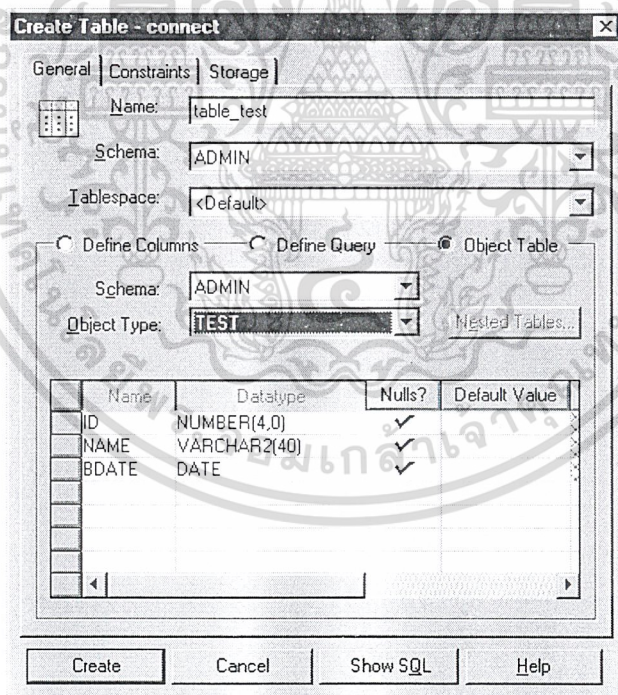 Create Table - connect
General Constraints Storage
Name: table_test
Schema: ADMIN
Tablespace: <Default>
Define Columns Define Query Object Table
Schema: ADMIN
Object Type: TEST Nested Tables...
Name Datatype Nulls? Default Value
ID NUMBER(4,0)
NAME VARCHAR2(40)
BDATE DATE
Create Cancel Show SQL Help